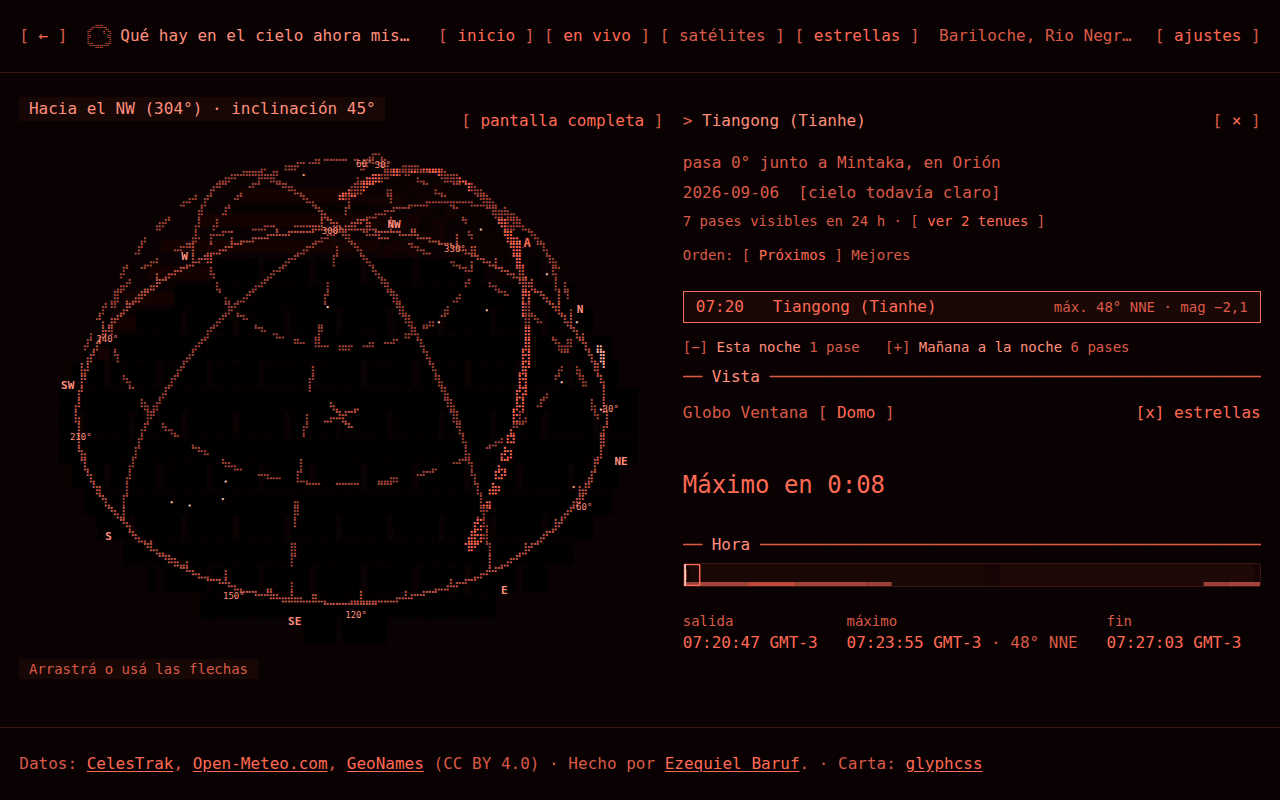 [ ← ] Qué hay en el cielo ahora mis… [ inicio ] [ en vivo ] [ satélites ] [ estrellas ] Bariloche, Rio Negr… [ ajustes ]
Hacia el NW (304°) · inclinación 45°
[ pantalla completa ]
60° 30°
NW
300°
330°
A
W
N
240°
SW
30°
210°
NE
60°
S
E
150°
120°
SE
Arrastrá o usá las flechas
> Tiangong (Tianhe) [ × ]
pasa 0° junto a Mintaka, en Orión
2026-09-06 [cielo todavía claro]
7 pases visibles en 24 h · [ ver 2 tenues ]
Orden: [ Próximos ] Mejores
07:20 Tiangong (Tianhe) máx. 48° NNE · mag −2,1
[−] Esta noche 1 pase [+] Mañana a la noche 6 pases
Vista
Globo Ventana [ Domo ] [x] estrellas
Máximo en 0:08
Hora
salida máximo fin
07:20:47 GMT-3 07:23:55 GMT-3 · 48° NNE 07:27:03 GMT-3
Datos: CelesTrak, Open-Meteo.com, GeoNames (CC BY 4.0) · Hecho por Ezequiel Baruf. · Carta: glyphcss